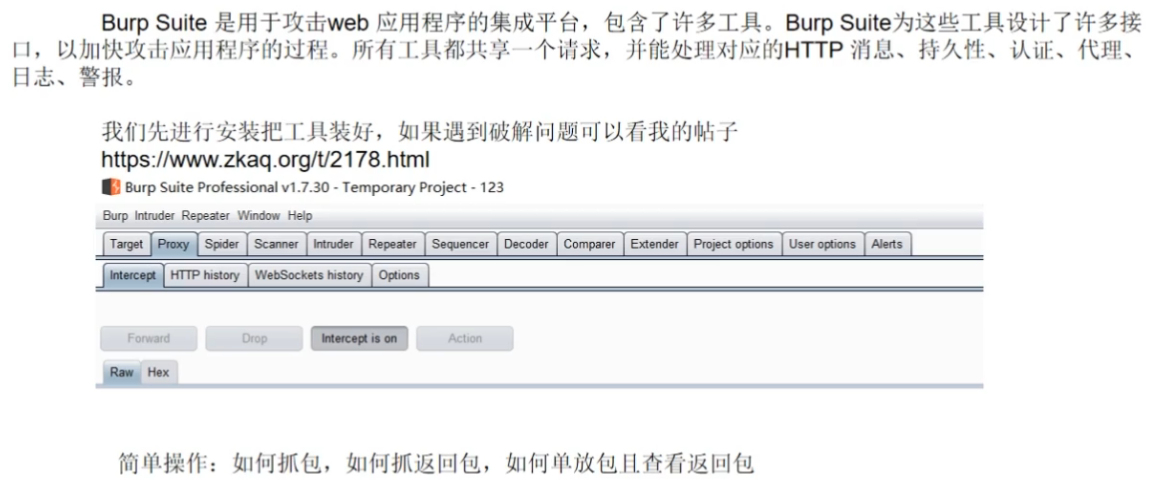 Burp Suite 是用于攻击web 应用程序的集成平台，包含了许多工具。Burp Suite为这些工具设计了许多接
口，以加快攻击应用程序的过程。所有工具都共享一个请求，并能处理对应的HTTP 消息、持久性、认证、代理、
日志、警报。
我们先进行安装把工具装好，如果遇到破解问题可以看我的帖子
https://www.zkaq.org/t/2178.html
Burp Suite Professional v1.7.30 - Temporary Project - 123
Burp Intruder Repeater Window Help
Target Proxy Spider Scanner Intruder Repeater Sequencer Decoder Comparer Extender Project options User options Alerts
Intercept HTTP history WebSockets history Options
Forward Drop Intercept is on Action
Raw Hex
简单操作：如何抓包，如何抓返回包，如何单放包且查看返回包